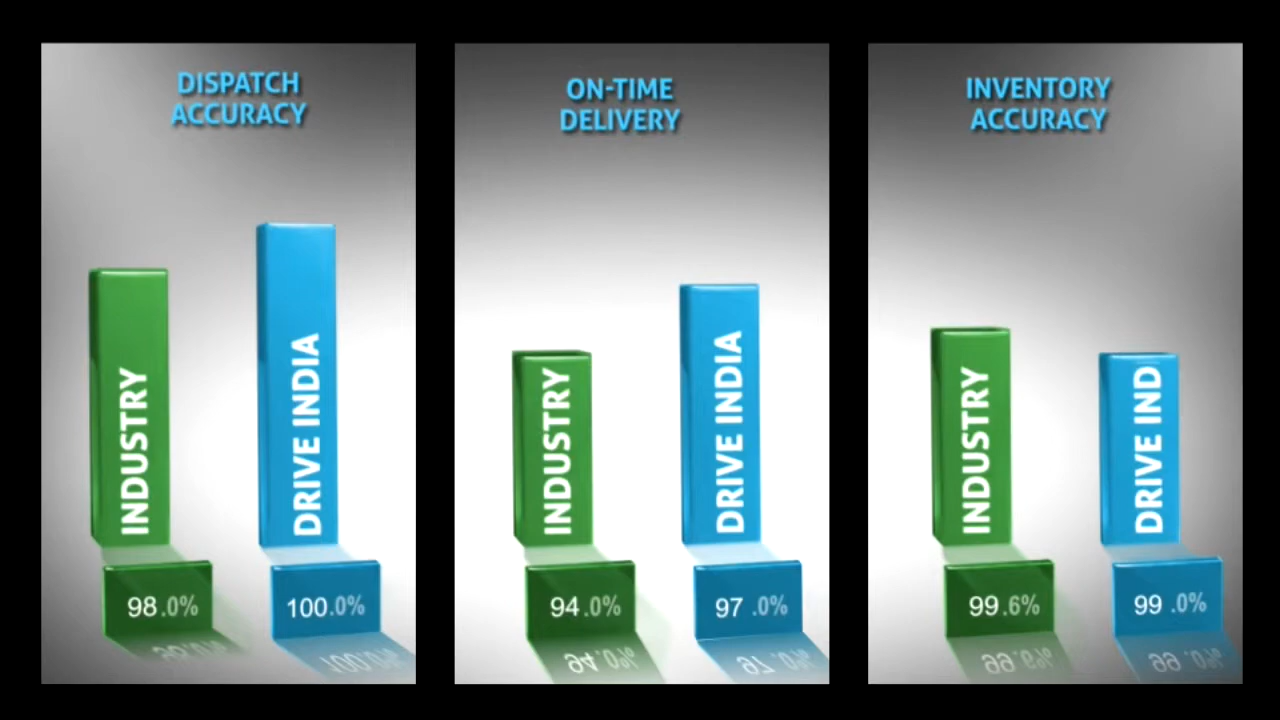 DISPATCH
ACCURACY
INDUSTRY
DRIVE INDIA
98.0%
100.0%
ON-TIME
DELIVERY
INDUSTRY
DRIVE INDIA
94.0%
97.0%
INVENTORY
ACCURACY
INDUSTRY
DRIVE IND
99.6%
99.0%